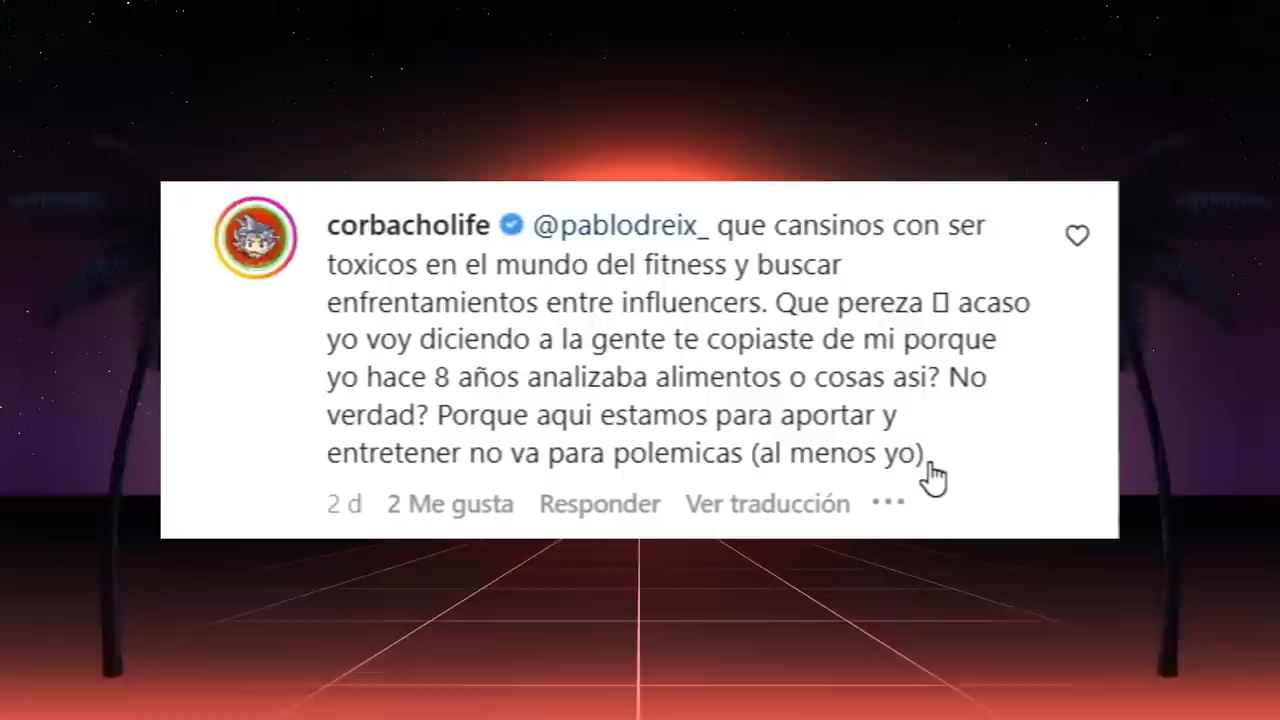 corbacholife @pablodreix_ que cansinos con ser
toxicos en el mundo del fitness y buscar
enfrentamientos entre influencers. Que pereza ▯ acaso
yo voy diciendo a la gente te copiaste de mi porque
yo hace 8 años analizaba alimentos o cosas asi? No
verdad? Porque aqui estamos para aportar y
entretener no va para polemicas (al menos yo)
2 d 2 Me gusta Responder Ver traducción ···